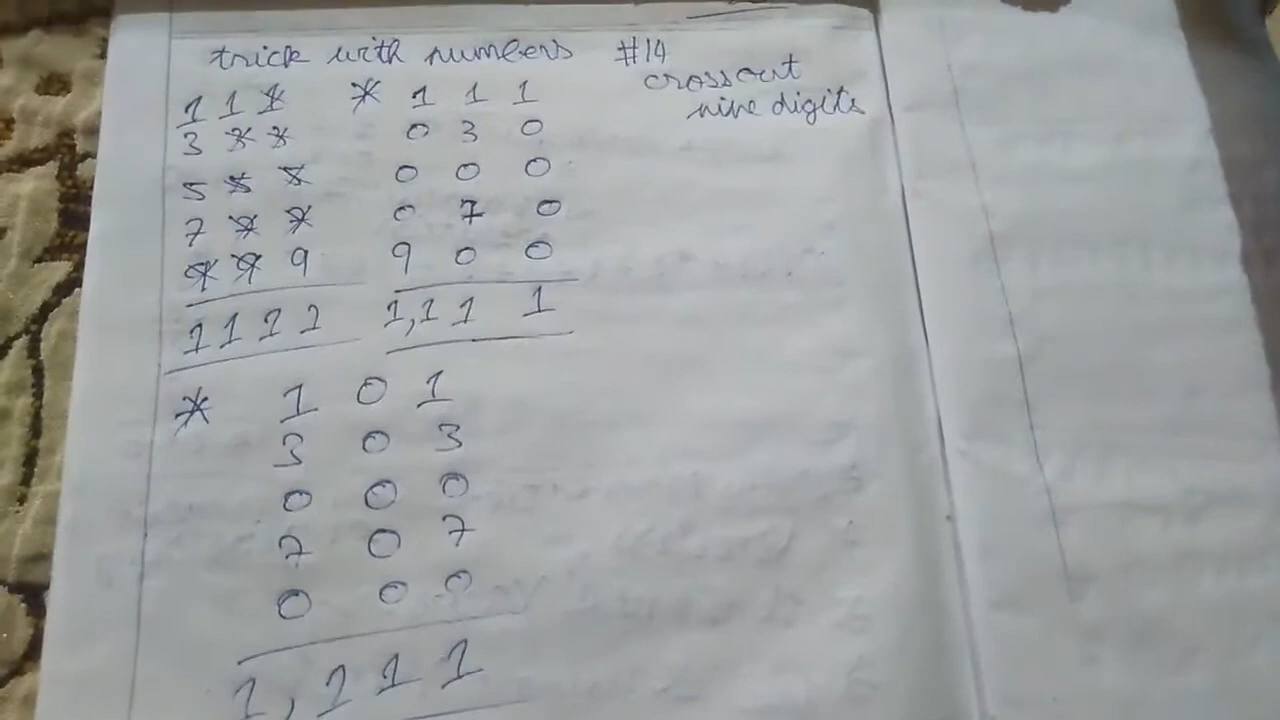 trick with numbers #14
crossout
nine digits
1 1 * * 1 1 1
3 * * 0 3 0
5 * * 0 0 0
7 * * 0 7 0
* * 9 9 0 0
1 1 1 1 1,1 1 1
* 1 0 1
3 0 3
0 0 0
7 0 7
0 0 0
1, 1 1 1